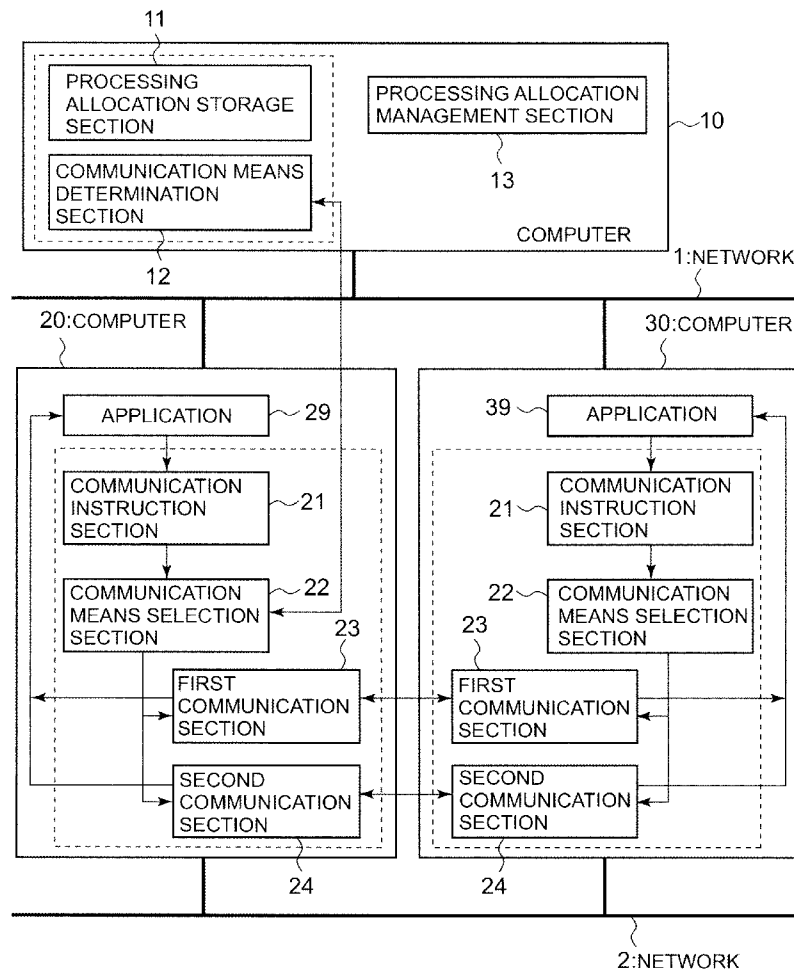 11
PROCESSING
ALLOCATION STORAGE
SECTION
PROCESSING ALLOCATION
MANAGEMENT SECTION
10
13
COMMUNICATION MEANS
DETERMINATION
SECTION
12
COMPUTER
1:NETWORK
20:COMPUTER
30:COMPUTER
APPLICATION
29
39
APPLICATION
COMMUNICATION
INSTRUCTION
SECTION
21
21
COMMUNICATION
INSTRUCTION
SECTION
COMMUNICATION
MEANS SELECTION
SECTION
22
22
COMMUNICATION
MEANS SELECTION
SECTION
23
23
FIRST
COMMUNICATION
SECTION
FIRST
COMMUNICATION
SECTION
SECOND
COMMUNICATION
SECTION
SECOND
COMMUNICATION
SECTION
24
24
2:NETWORK